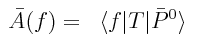 Ā(f) = ⟨f|T|P̄⁰⟩